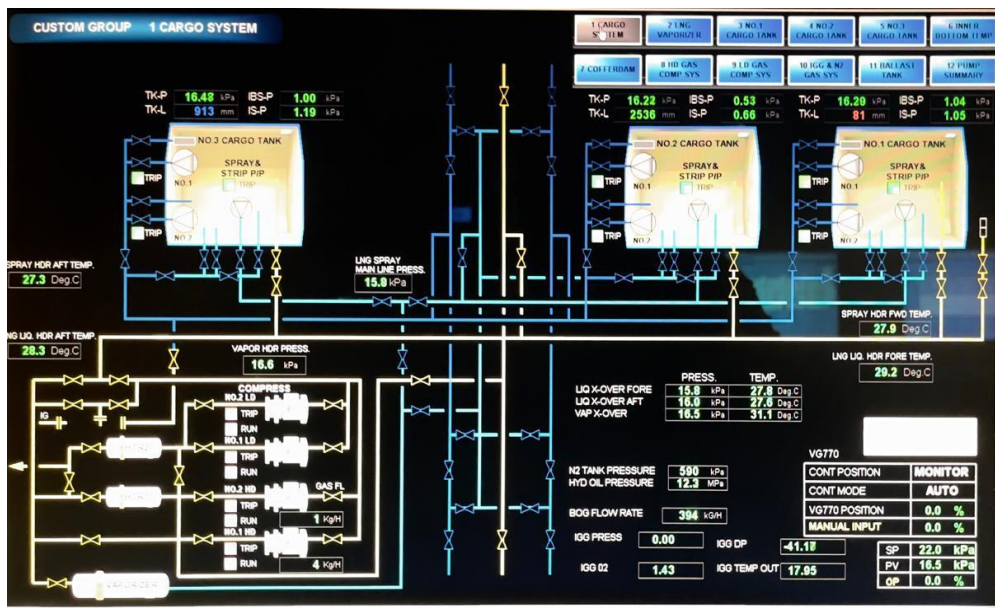 CUSTOM GROUP 1 CARGO SYSTEM
1 CARGO SYSTEM
2 LNG VAPORIZER
3 NO.1 CARGO TANK
4 NO.2 CARGO TANK
5 NO.3 CARGO TANK
6 INNER BOTTOM TEMP
7 COFFERDAM
8 HD GAS COMP SYS
9 LD GAS COMP SYS
10 IGG & N2 GAS SYS
11 BALLAST TANK
12 PUMP SUMMARY
TK-P 16.48 kPa IBS-P 1.00 kPa
TK-L 913 mm IS-P 1.19 kPa
TK-P 16.22 kPa IBS-P 0.53 kPa
TK-L 2536 mm IS-P 0.66 kPa
TK-P 16.20 kPa IBS-P 1.04 kPa
TK-L 81 mm IS-P 1.05 kPa
NO.3 CARGO TANK
SPRAY&
STRIP P/P
TRIP
TRIP
NO.1
TRIP
NO.2
NO.2 CARGO TANK
SPRAY&
STRIP P/P
TRIP
TRIP
NO.1
TRIP
NO.2
NO.1 CARGO TANK
SPRAY&
STRIP P/P
TRIP
TRIP
NO.1
TRIP
NO.2
SPRAY HDR AFT TEMP.
27.3 Deg.C
LNG SPRAY
MAIN LINE PRESS.
15.8 kPa
SPRAY HDR FWD TEMP.
27.9 Deg.C
NG LIQ. HDR AFT TEMP.
28.3 Deg.C
VAPOR HDR PRESS.
16.6 kPa
LNG LIQ. HDR FORE TEMP.
29.2 Deg.C
COMPRESS
NO.2 LD
TRIP
RUN
NO.1 LD
TRIP
RUN
NO.2 HD GAS FL
TRIP
RUN 1 Kg/H
NO.1 HD
TRIP
RUN 4 Kg/H
IG
VAPORIZER
PRESS. TEMP.
LIQ X-OVER FORE 15.8 kPa 27.8 Deg.C
LIQ X-OVER AFT 16.0 kPa 27.6 Deg.C
VAP X-OVER 16.5 kPa 31.1 Deg.C
N2 TANK PRESSURE 590 kPa
HYD OIL PRESSURE 12.3 MPa
BOG FLOW RATE 394 kG/H
IGG PRESS 0.00 IGG DP
IGG 02 1.43 IGG TEMP OUT 17.95
VG770
CONT POSITION MONITOR
CONT MODE AUTO
VG770 POSITION 0.0 %
MANUAL INPUT 0.0 %
SP 22.0 kPa
PV 16.5 kPa
OP 0.0 %